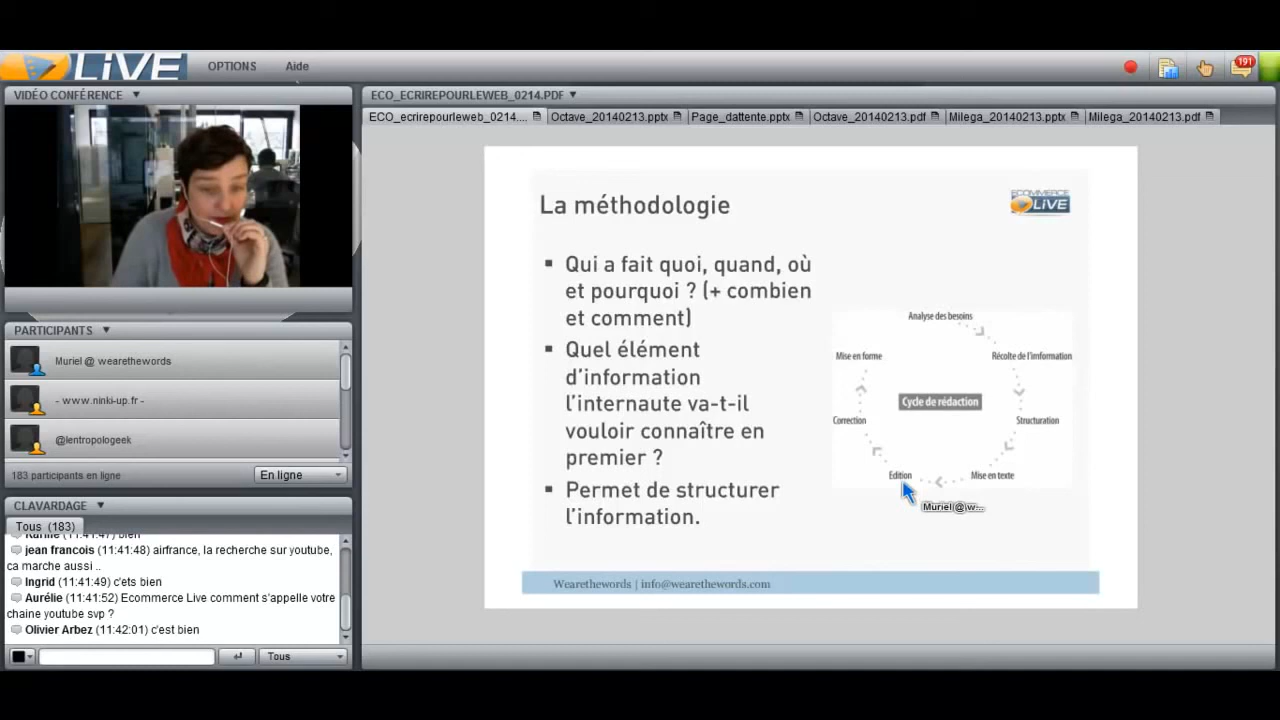 LIVE
OPTIONS
Aide
191
VIDÉO CONFÉRENCE
ECO_ECRIREPOURLEWEB_0214.PDF
ECO_ecrirepourleweb_0214....
Octave_20140213.pptx
Page_dattente.pptx
Octave_20140213.pdf
Milega_20140213.pptx
Milega_20140213.pdf
La méthodologie
ECOMMERCE
LIVE
Qui a fait quoi, quand, où
et pourquoi ? (+ combien
et comment)
Quel élément
d'information
l'internaute va-t-il
vouloir connaître en
premier ?
Permet de structurer
l'information.
Analyse des besoins
Mise en forme
Récolte de l'imformation
Cycle de rédaction
Correction
Structuration
Edition
Mise en texte
Muriel @ w...
Wearethewords | info@wearethewords.com
PARTICIPANTS
Muriel @ wearethewords
- www.ninki-up.fr -
@lentropologeek
183 participants en ligne
En ligne
CLAVARDAGE
Tous (183)
(11:41:47) bien
jean francois (11:41:48) airfrance, la recherche sur youtube,
ca marche aussi ..
Ingrid (11:41:49) c'ets bien
Aurélie (11:41:52) Ecommerce Live comment s'appelle votre
chaine youtube svp ?
Olivier Arbez (11:42:01) c'est bien
Tous